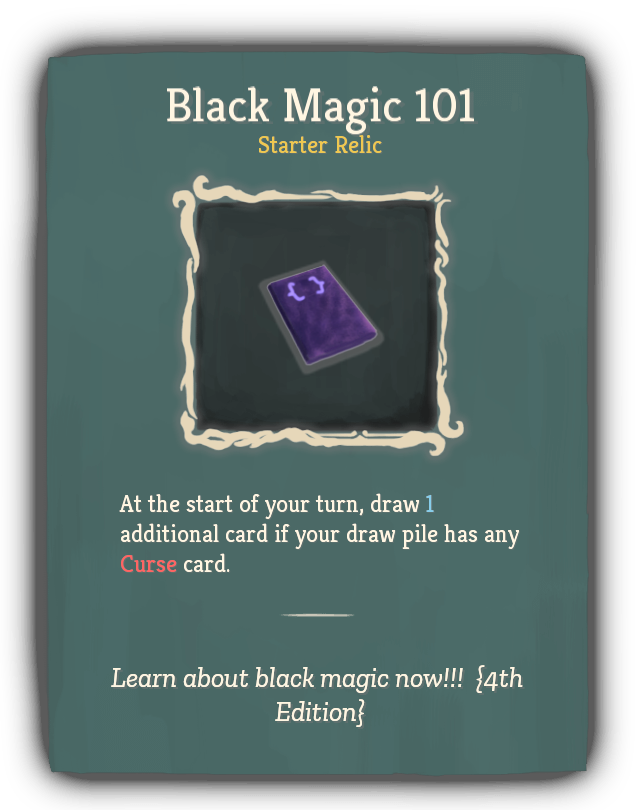 Black Magic 101
Starter Relic
{ }
At the start of your turn, draw 1
additional card if your draw pile has any
Curse card.
Learn about black magic now!!! {4th
Edition}